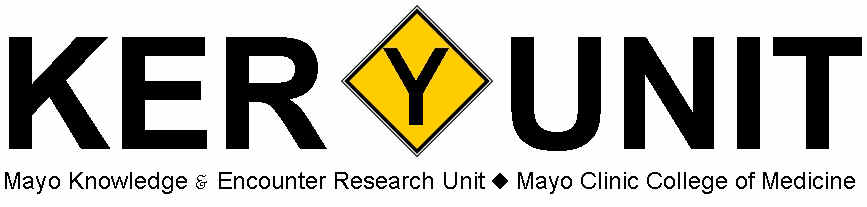 KER Y UNIT
Mayo Knowledge & Encounter Research Unit ◆ Mayo Clinic College of Medicine